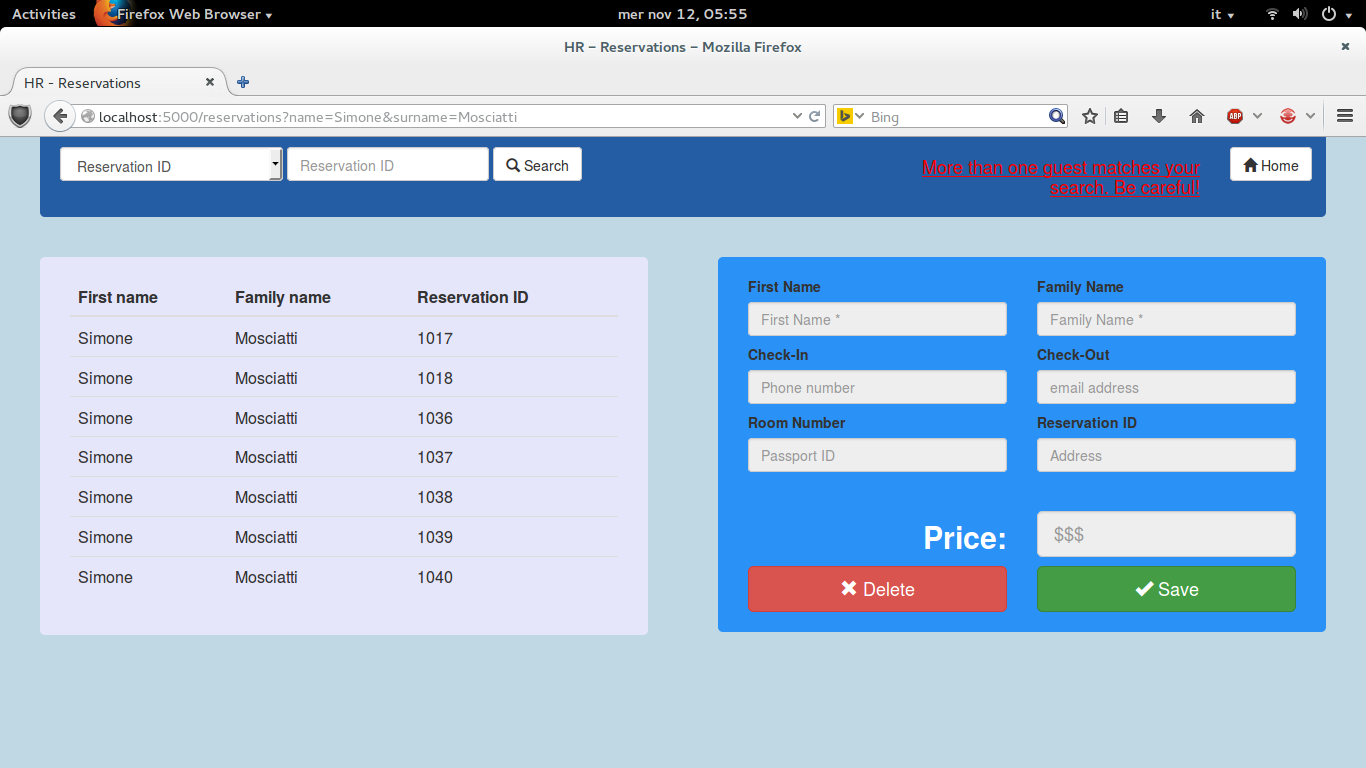 Activities Firefox Web Browser mer nov 12, 05:55 it
HR – Reservations – Mozilla Firefox
HR - Reservations
localhost:5000/reservations?name=Simone&surname=Mosciatti Bing ABP
Reservation ID Reservation ID Search More than one guest matches your search. Be careful! Home
First name Family name Reservation ID
Simone Mosciatti 1017
Simone Mosciatti 1018
Simone Mosciatti 1036
Simone Mosciatti 1037
Simone Mosciatti 1038
Simone Mosciatti 1039
Simone Mosciatti 1040
First Name Family Name
First Name * Family Name *
Check-In Check-Out
Phone number email address
Room Number Reservation ID
Passport ID Address
Price: $$$
Delete Save